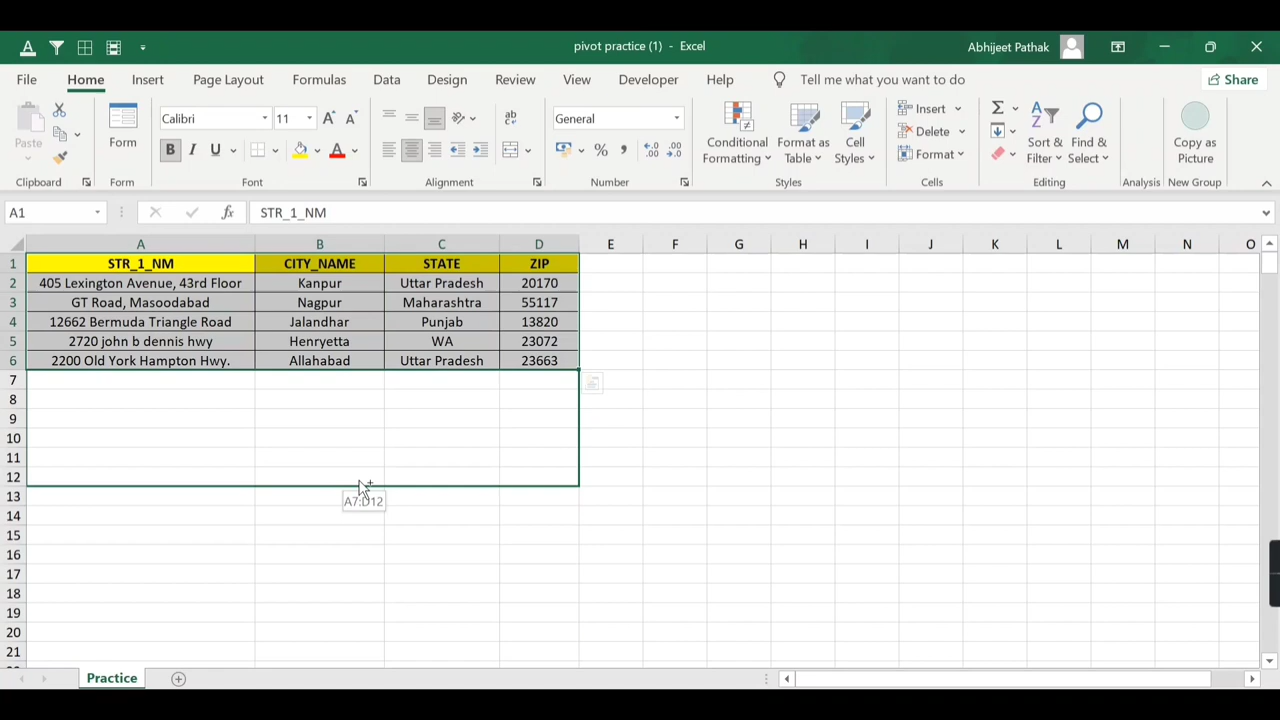 pivot practice (1) - Excel
Abhijeet Pathak
File Home Insert Page Layout Formulas Data Design Review View Developer Help Tell me what you want to do Share
Paste
Clipboard
Form
Form
Calibri 11 A A
B I U A
Font
ab
c
Alignment
General
% , .00 .00
Number
Conditional Formatting
Format as Table
Cell Styles
Styles
Insert
Delete
Format
Cells
Sort & Filter
Find & Select
Editing
Analysis
Copy as Picture
New Group
A1 fx STR_1_NM
A B C D E F G H I J K L M N O
1 STR_1_NM CITY_NAME STATE ZIP
2 405 Lexington Avenue, 43rd Floor Kanpur Uttar Pradesh 20170
3 GT Road, Masoodabad Nagpur Maharashtra 55117
4 12662 Bermuda Triangle Road Jalandhar Punjab 13820
5 2720 john b dennis hwy Henryetta WA 23072
6 2200 Old York Hampton Hwy. Allahabad Uttar Pradesh 23663
7
8
9
10
11
12
A7:D12
13
14
15
16
17
18
19
20
21
Practice